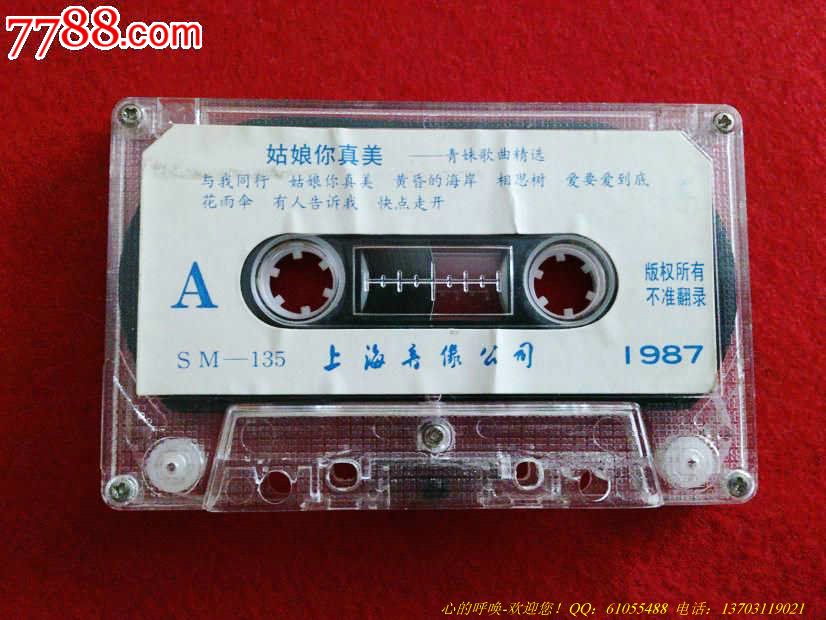 7788.com
姑娘你真美 ——青妹歌曲精选
与我同行 姑娘你真美 黄昏的海岸 相思树 爱要爱到底
花雨伞 有人告诉我 快点走开
A
版权所有
不准翻录
SM—135 上海音像公司 1987
心的呼唤-欢迎您！QQ：61055488 电话：13703119021